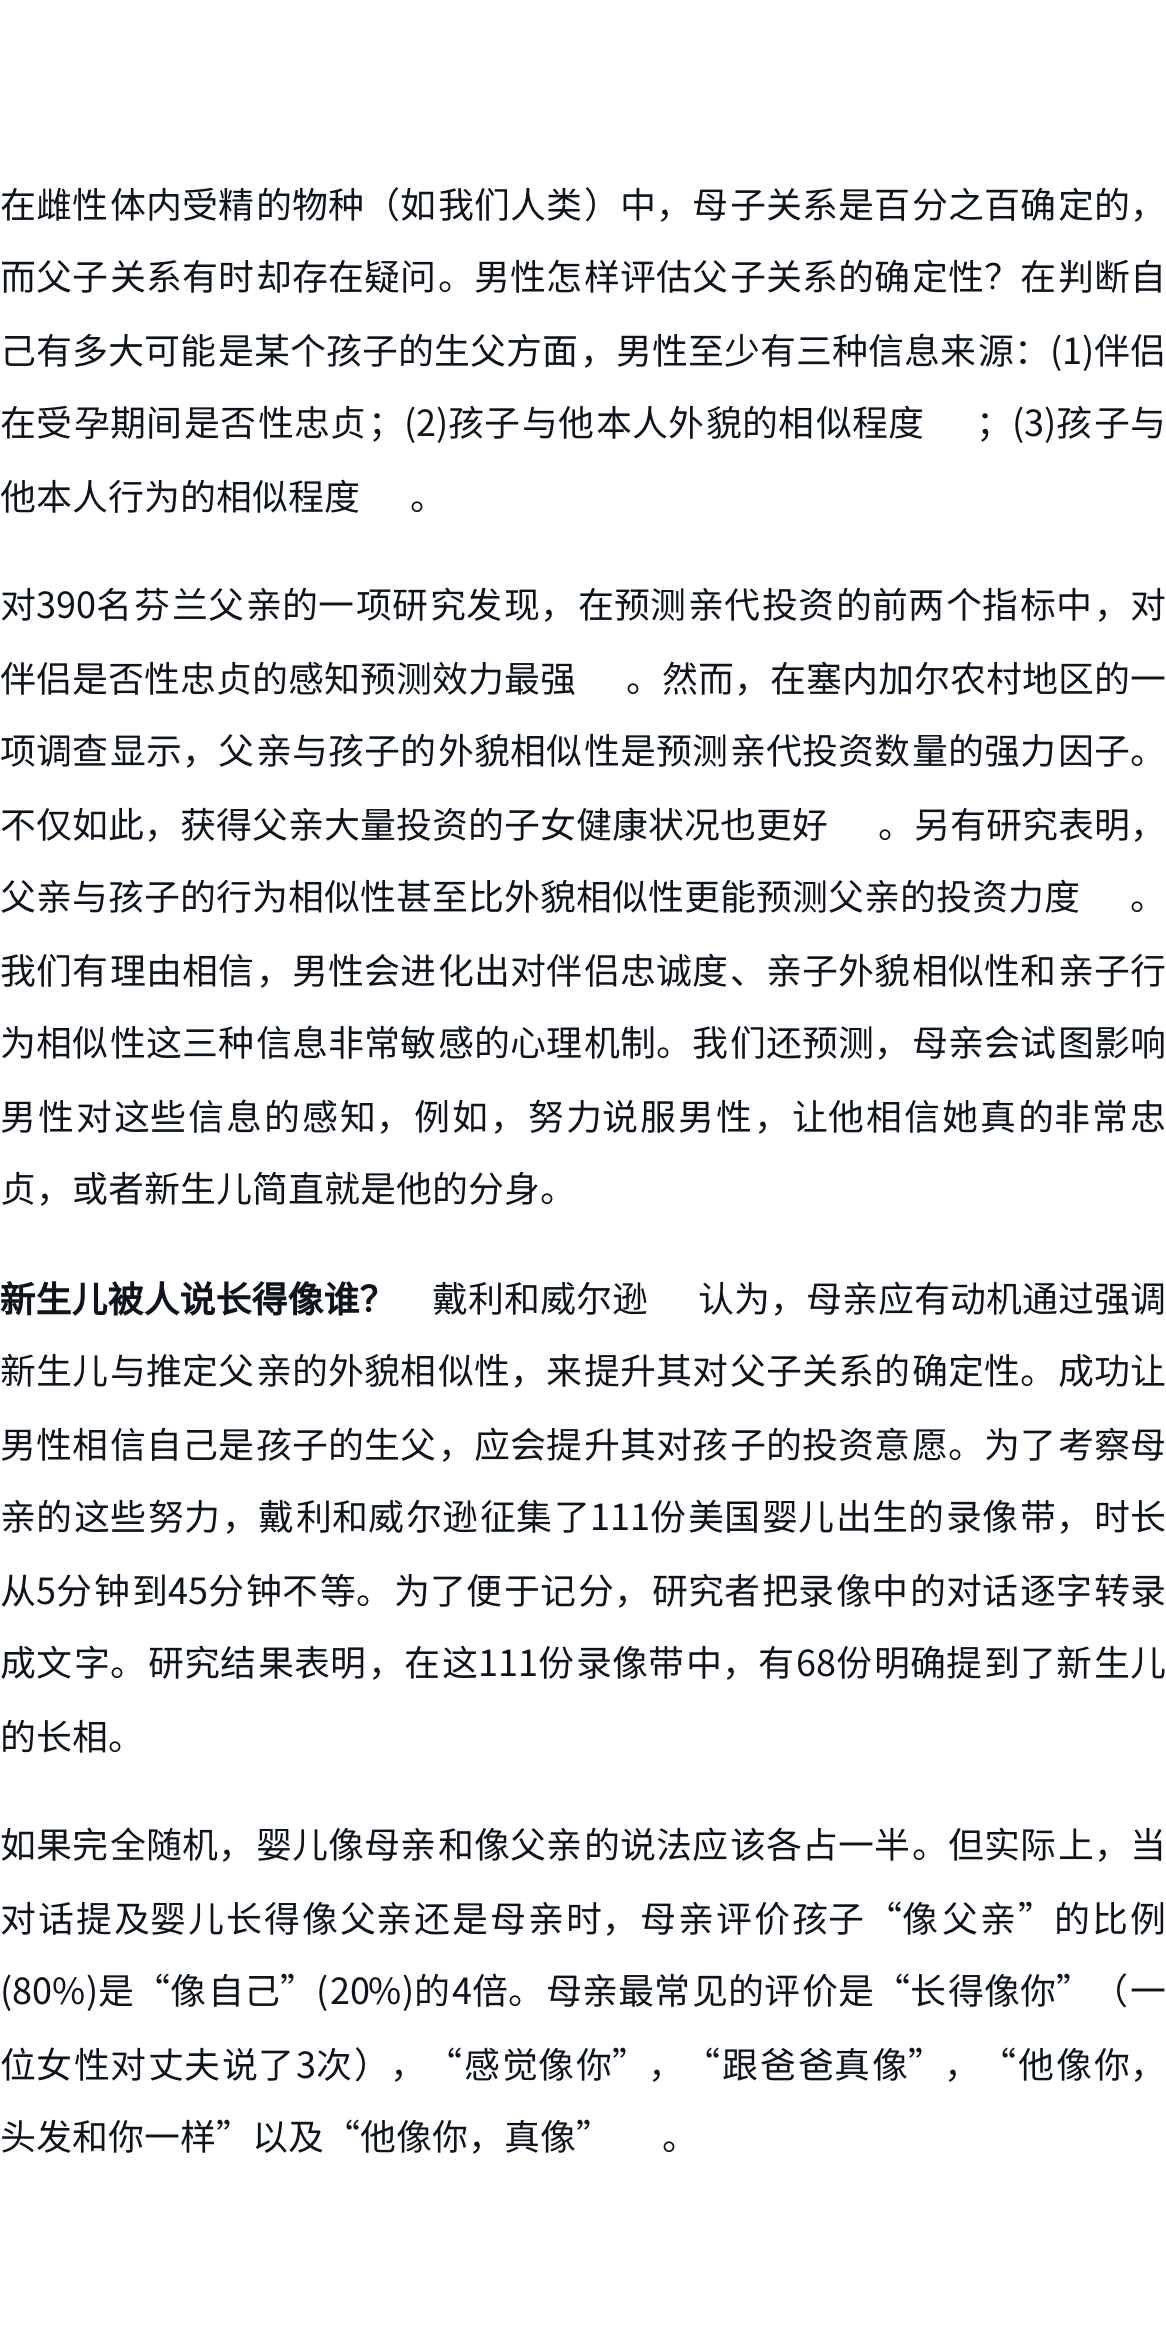 在雌性体内受精的物种（如我们人类）中，母子关系是百分之百确定的，
而父子关系有时却存在疑问。男性怎样评估父子关系的确定性？在判断自
己有多大可能是某个孩子的生父方面，男性至少有三种信息来源：(1)伴侣
在受孕期间是否性忠贞；(2)孩子与他本人外貌的相似程度 ；(3)孩子与
他本人行为的相似程度 。
对390名芬兰父亲的一项研究发现，在预测亲代投资的前两个指标中，对
伴侣是否性忠贞的感知预测效力最强 。然而，在塞内加尔农村地区的一
项调查显示，父亲与孩子的外貌相似性是预测亲代投资数量的强力因子。
不仅如此，获得父亲大量投资的子女健康状况也更好 。另有研究表明，
父亲与孩子的行为相似性甚至比外貌相似性更能预测父亲的投资力度 。
我们有理由相信，男性会进化出对伴侣忠诚度、亲子外貌相似性和亲子行
为相似性这三种信息非常敏感的心理机制。我们还预测，母亲会试图影响
男性对这些信息的感知，例如，努力说服男性，让他相信她真的非常忠
贞，或者新生儿简直就是他的分身。
新生儿被人说长得像谁？ 戴利和威尔逊 认为，母亲应有动机通过强调
新生儿与推定父亲的外貌相似性，来提升其对父子关系的确定性。成功让
男性相信自己是孩子的生父，应会提升其对孩子的投资意愿。为了考察母
亲的这些努力，戴利和威尔逊征集了111份美国婴儿出生的录像带，时长
从5分钟到45分钟不等。为了便于记分，研究者把录像中的对话逐字转录
成文字。研究结果表明，在这111份录像带中，有68份明确提到了新生儿
的长相。
如果完全随机，婴儿像母亲和像父亲的说法应该各占一半。但实际上，当
对话提及婴儿长得像父亲还是母亲时，母亲评价孩子“像父亲”的比例
(80%)是“像自己”(20%)的4倍。母亲最常见的评价是“长得像你”（一
位女性对丈夫说了3次），“感觉像你”，“跟爸爸真像”，“他像你，
头发和你一样”以及“他像你，真像” 。